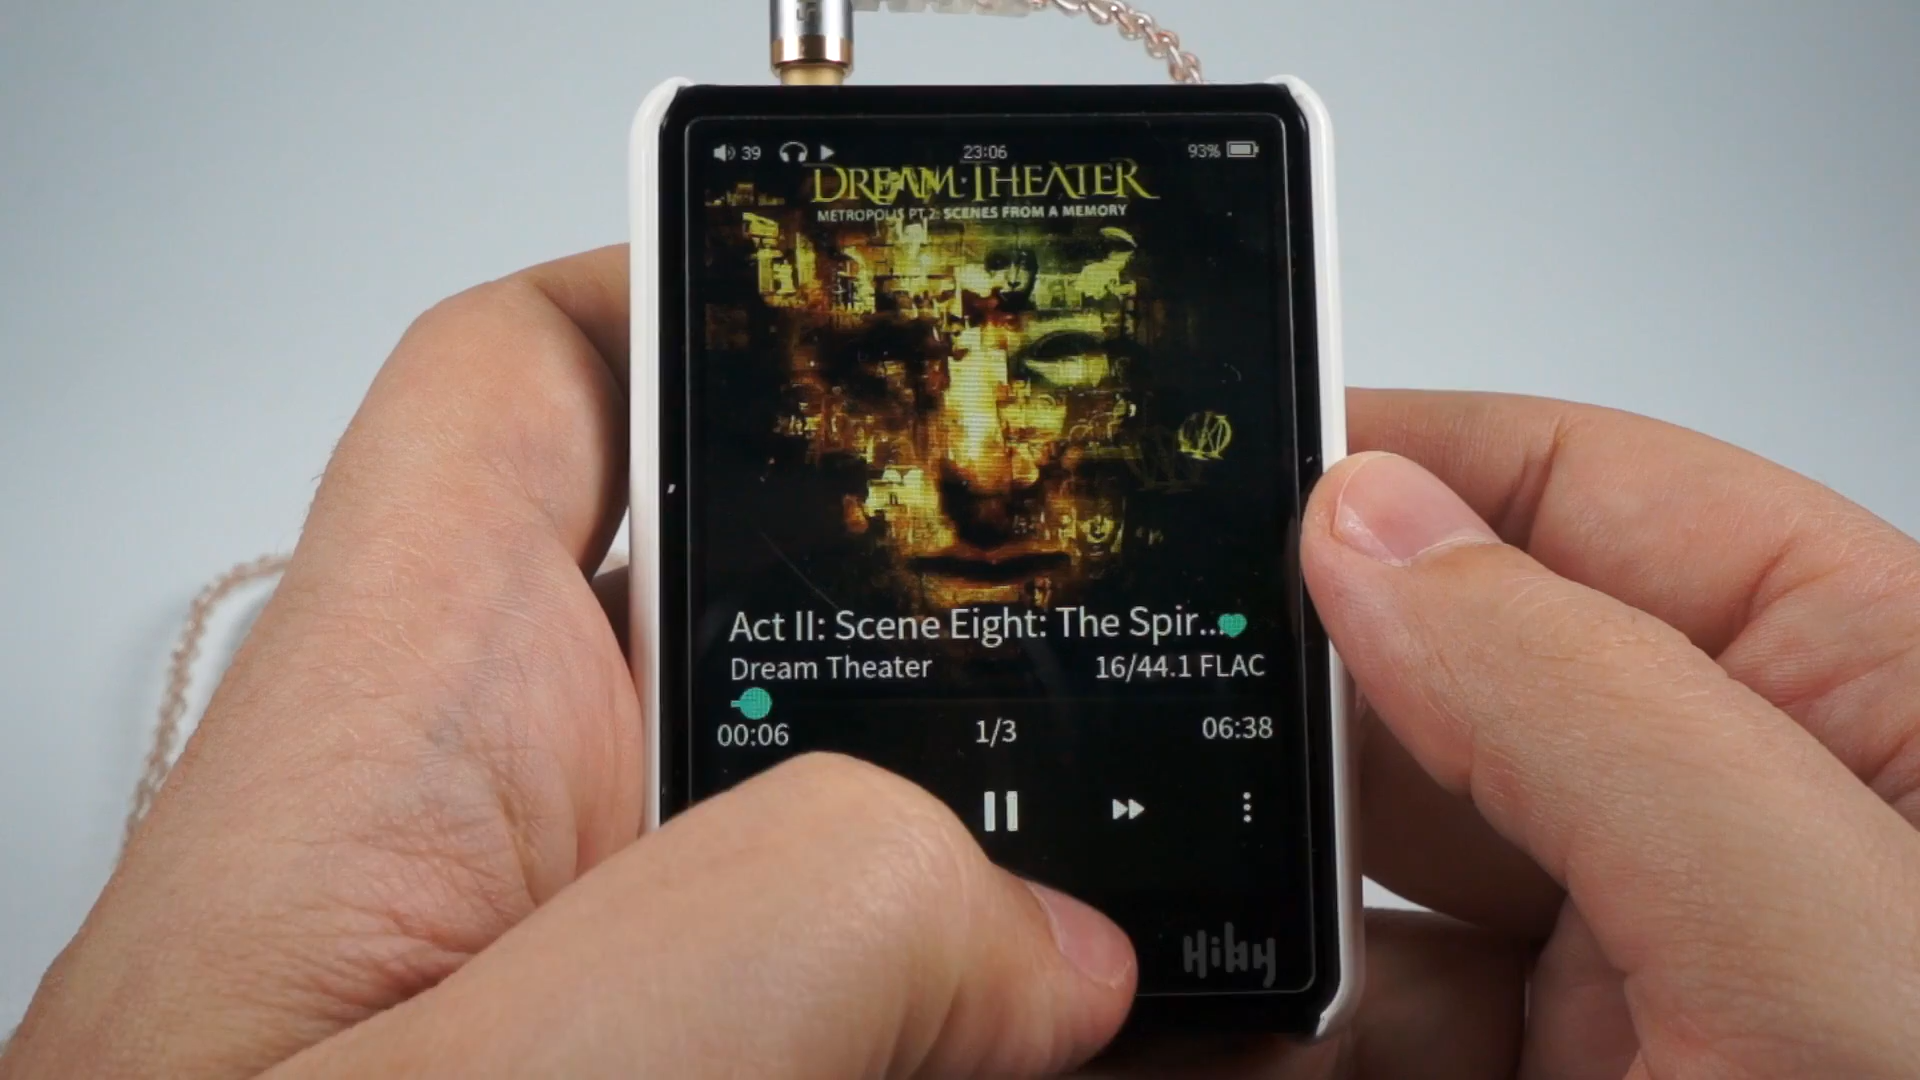 39 23:06 93%
DREAM THEATER
METROPOLIS PT.2: SCENES FROM A MEMORY
Act II: Scene Eight: The Spir...
Dream Theater 16/44.1 FLAC
00:06 1/3 06:38
HiBy